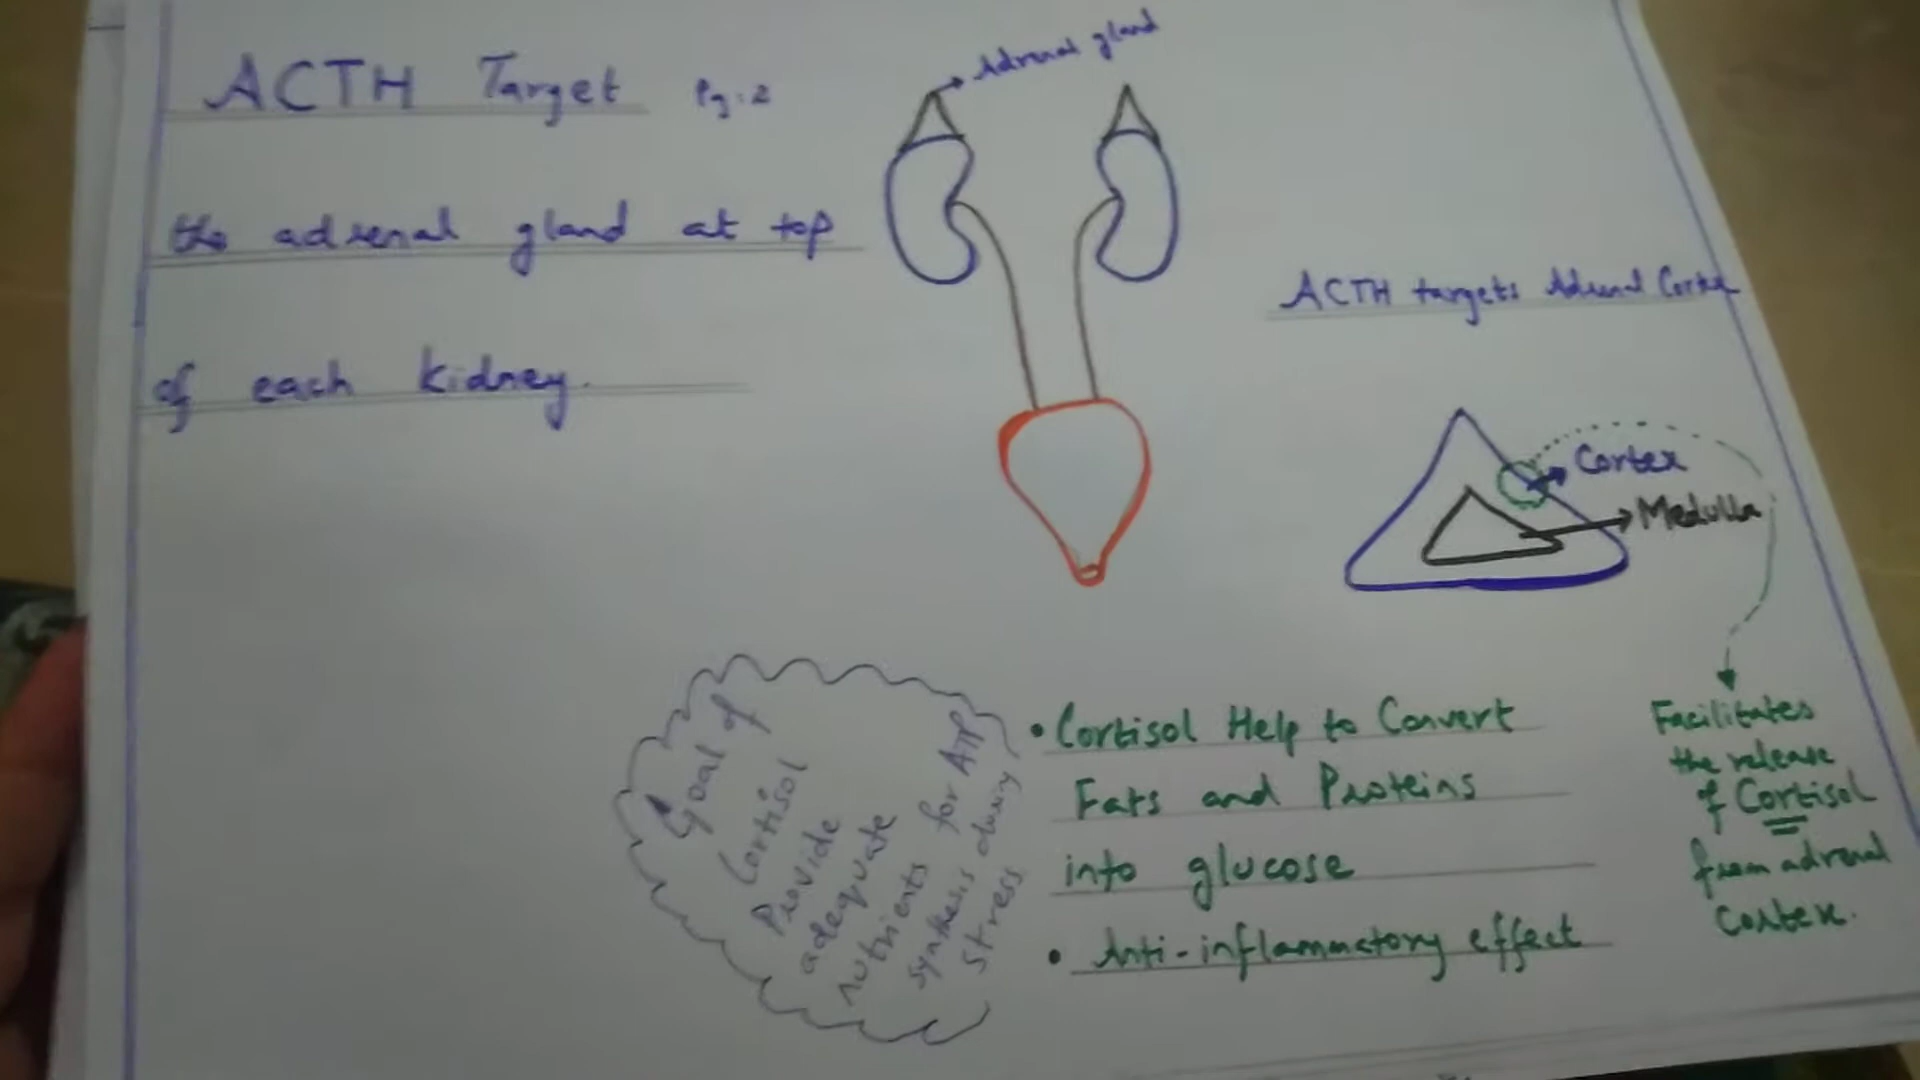 ACTH Target Pg:2
the adrenal gland at top
of each kidney.
Adrenal gland
ACTH targets Adrenal Cortex
Cortex
Medulla
Facilitates
the release
of Cortisol
from adrenal
Cortex.
• Cortisol Help to Convert
Fats and Proteins
into glucose
• Anti-inflammatory effect
Goal of
Cortisol
Provide
adequate
nutrients for ATP
synthesis during
stress